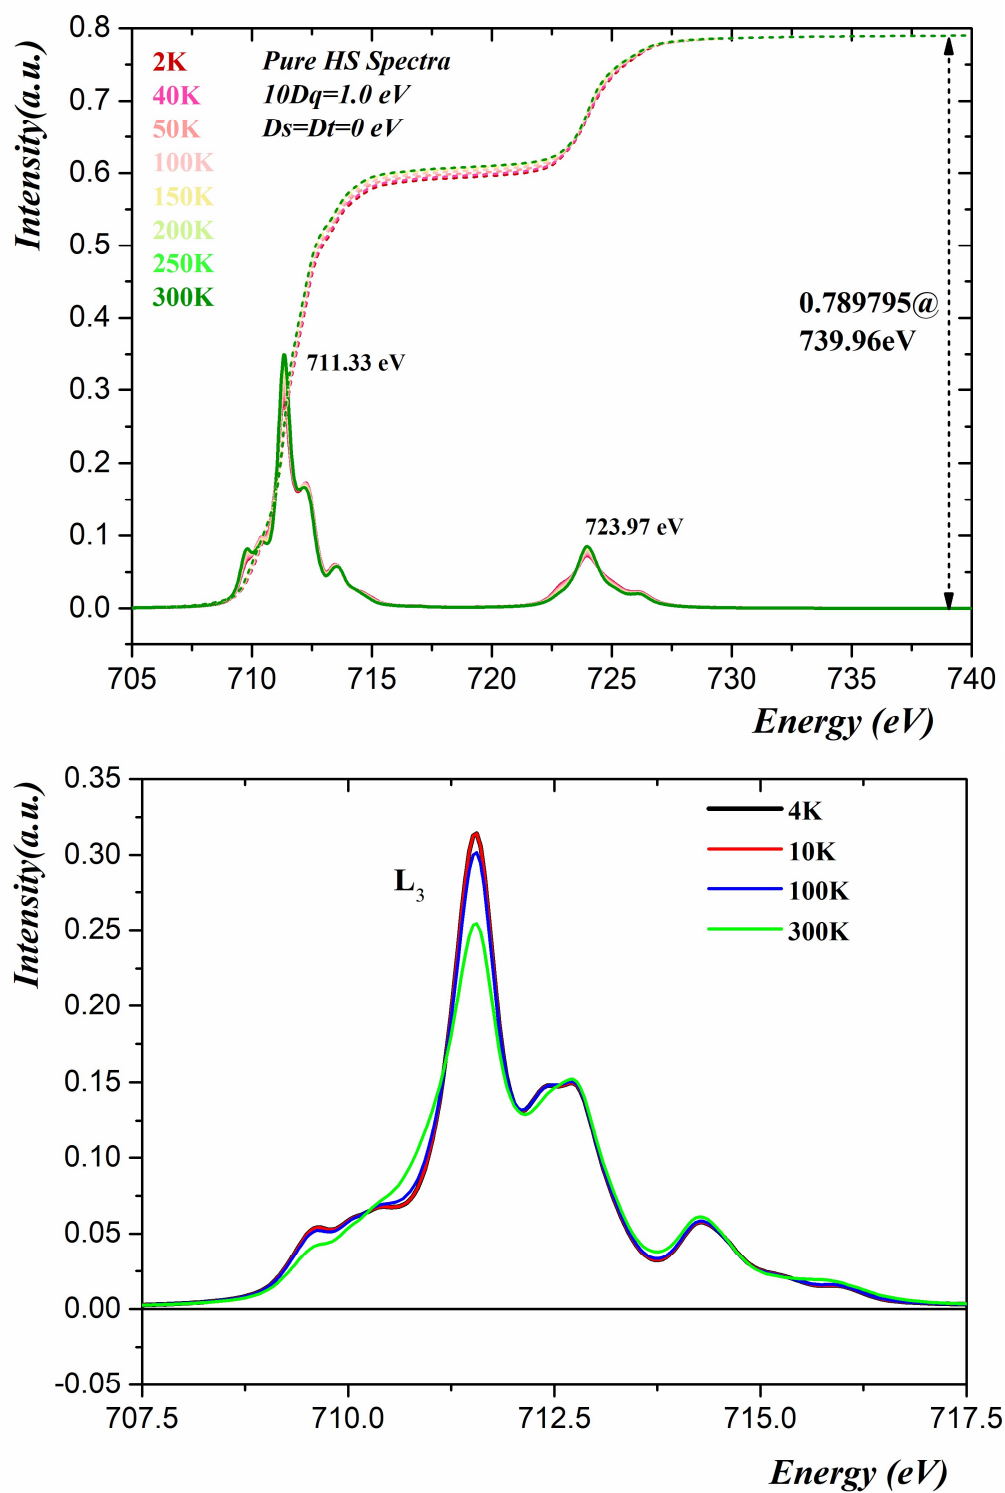 0.8
0.7
0.6
0.5
0.4
0.3
0.2
0.1
0.0
Intensity(a.u.)
2K
40K
50K
100K
150K
200K
250K
300K
Pure HS Spectra
10Dq=1.0 eV
Ds=Dt=0 eV
0.789795@
739.96eV
711.33 eV
723.97 eV
705 710 715 720 725 730 735 740
Energy (eV)
0.35
0.30
0.25
0.20
0.15
0.10
0.05
0.00
-0.05
Intensity(a.u.)
L3
4K
10K
100K
300K
707.5 710.0 712.5 715.0 717.5
Energy (eV)